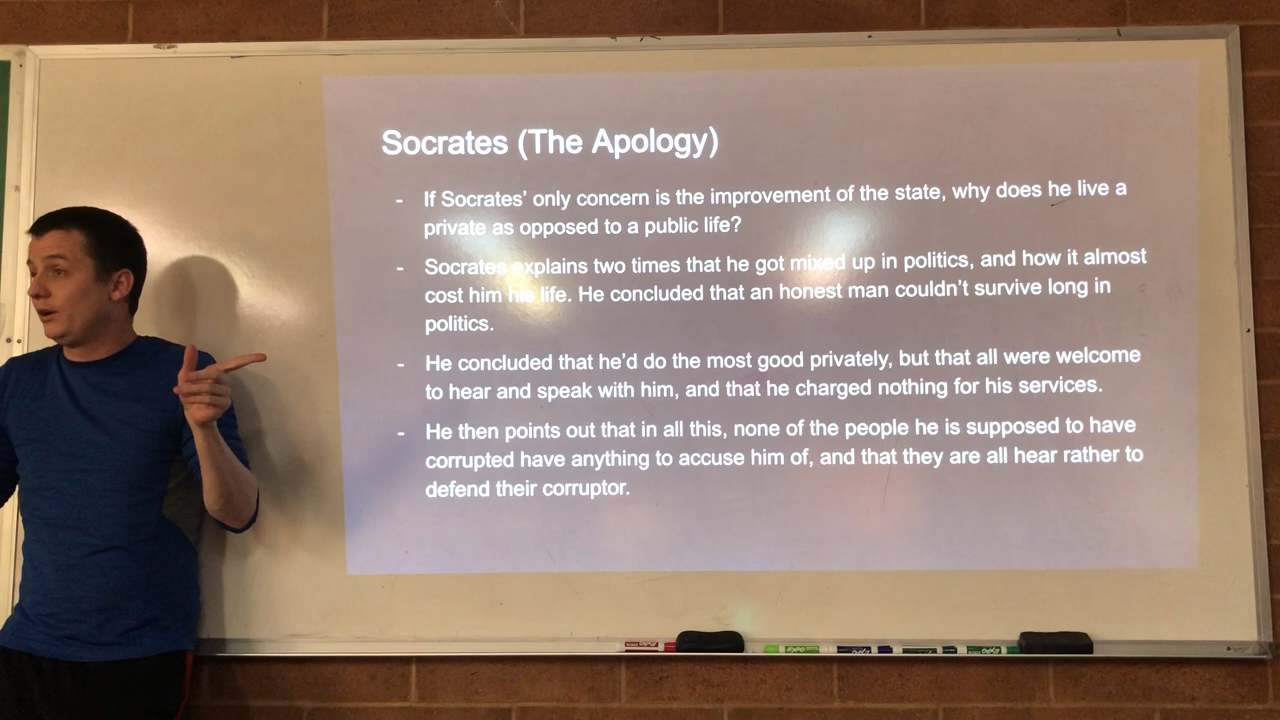 Socrates (The Apology)
- If Socrates' only concern is the improvement of the state, why does he live a
private as opposed to a public life?
- Socrates explains two times that he got mixed up in politics, and how it almost
cost him his life. He concluded that an honest man couldn't survive long in
politics.
- He concluded that he'd do the most good privately, but that all were welcome
to hear and speak with him, and that he charged nothing for his services.
- He then points out that in all this, none of the people he is supposed to have
corrupted have anything to accuse him of, and that they are all hear rather to
defend their corruptor.
EXPO